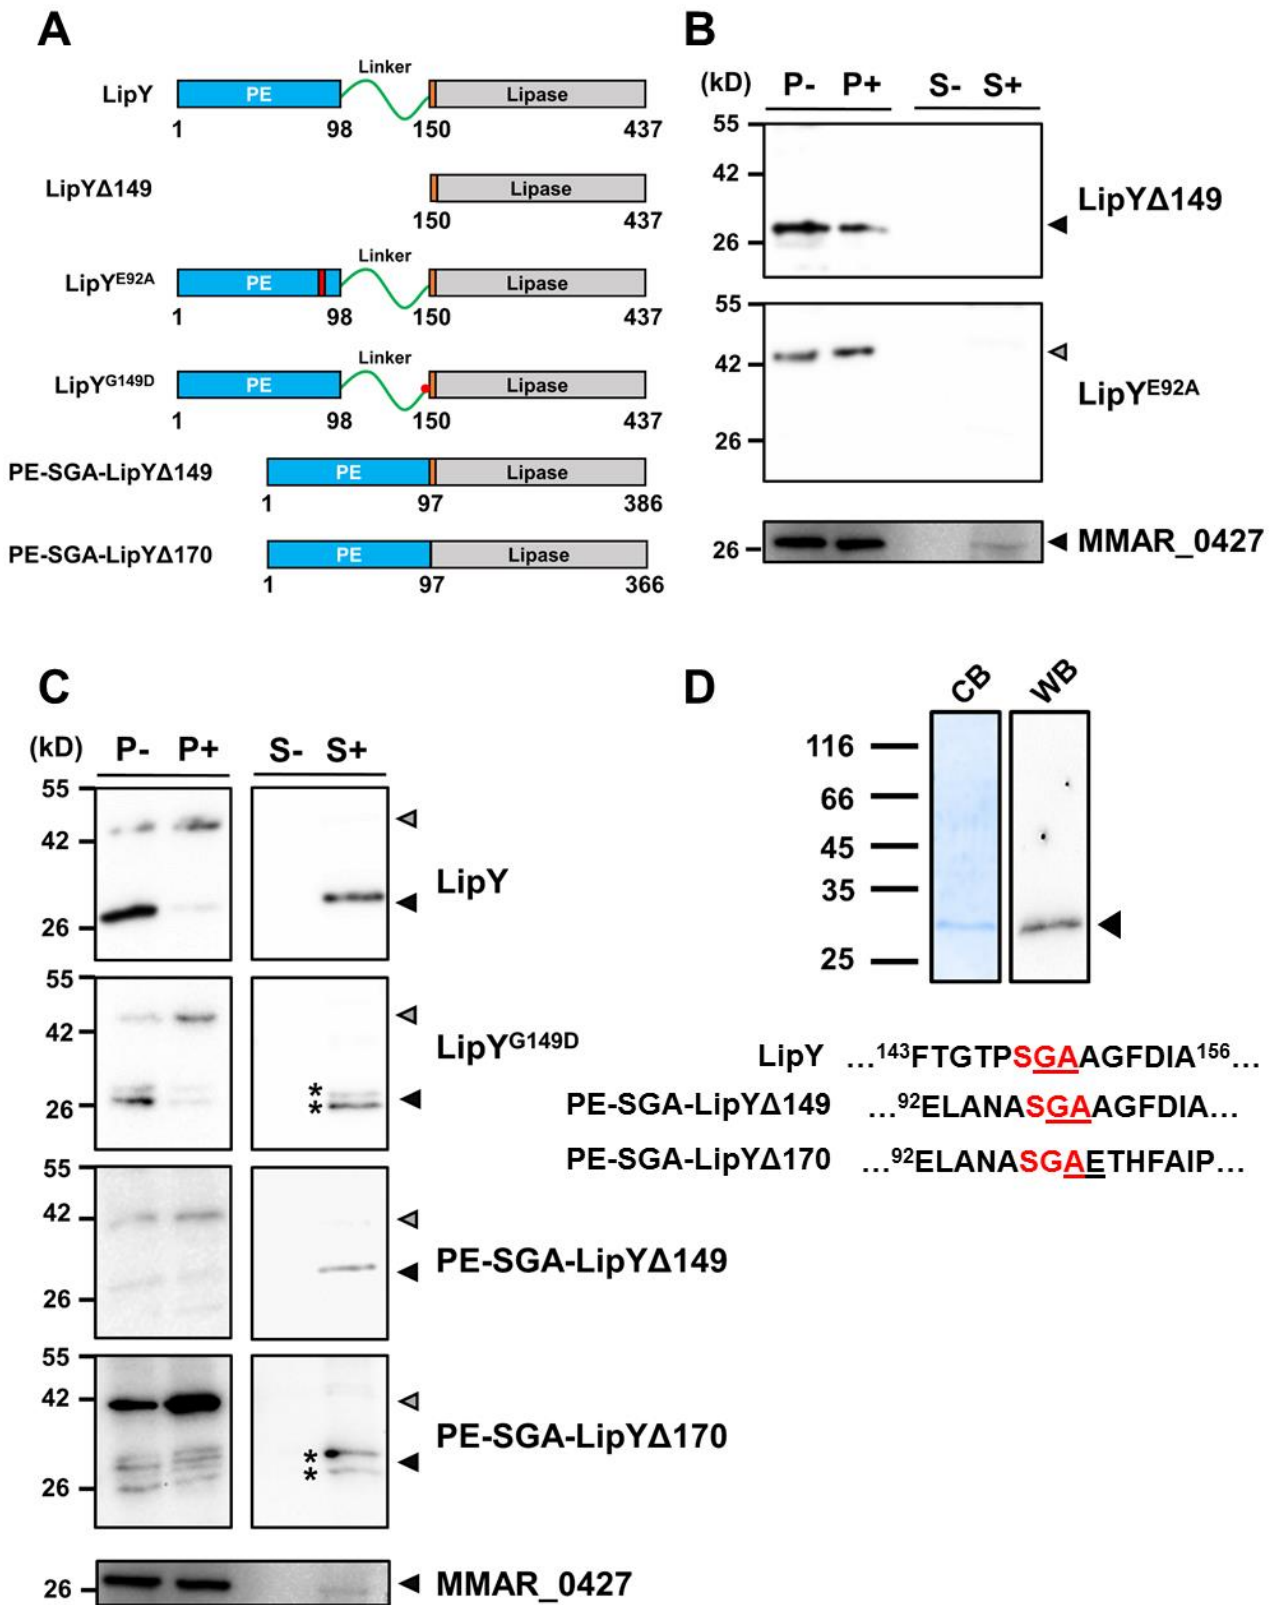 A
LipY
PE
Linker
Lipase
1
98
150
437
LipYΔ149
Lipase
150
437
LipYE92A
PE
Linker
Lipase
1
98
150
437
LipYG149D
PE
Linker
Lipase
1
98
150
437
PE-SGA-LipYΔ149
PE
Lipase
1
97
386
PE-SGA-LipYΔ170
PE
Lipase
1
97
366
B
(kD) P- P+ S- S+
55
42
26
LipYΔ149
55
42
26
LipYE92A
26
MMAR_0427
C
(kD) P- P+ S- S+
55
42
26
LipY
55
42
26
*
*
LipYG149D
55
42
26
PE-SGA-LipYΔ149
55
42
26
*
*
PE-SGA-LipYΔ170
26
MMAR_0427
D
CB WB
116
66
45
35
25
LipY …143FTGTPSGAAGFDIA156…
PE-SGA-LipYΔ149 …92ELANASGAAGFDIA…
PE-SGA-LipYΔ170 …92ELANASGAETHFAIP…